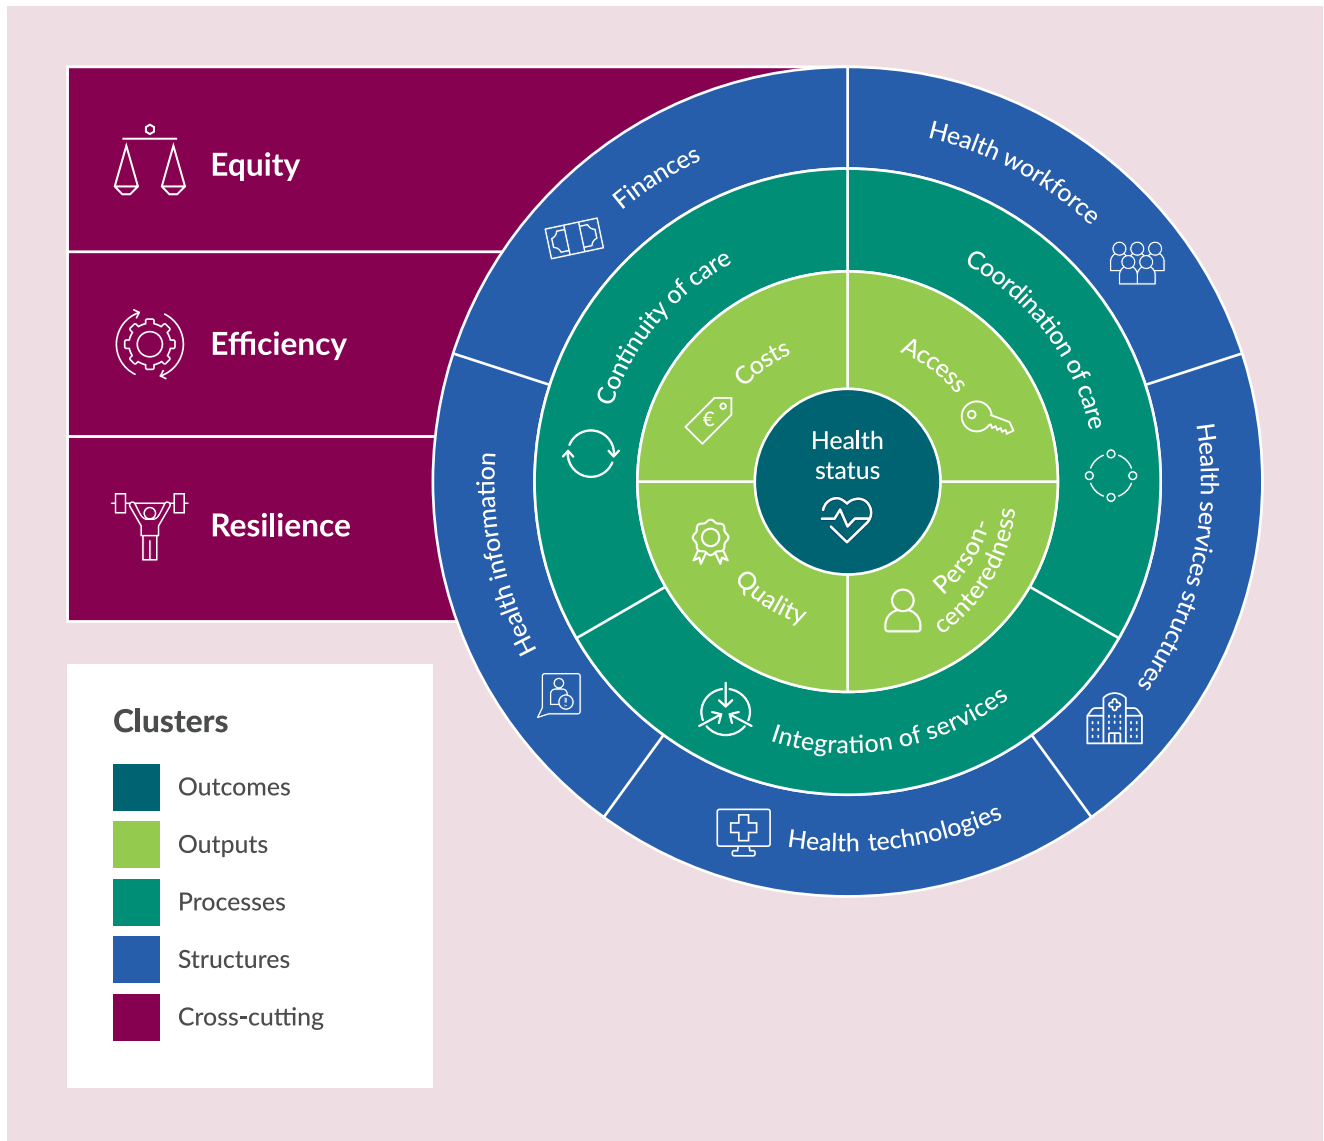 Equity
Efficiency
Resilience
Finances
Health workforce
Health services structures
Health technologies
Health information
Continuity of care
Coordination of care
Integration of services
Costs
Access
Person-
centeredness
Quality
€
Health
status
Clusters
Outcomes
Outputs
Processes
Structures
Cross-cutting